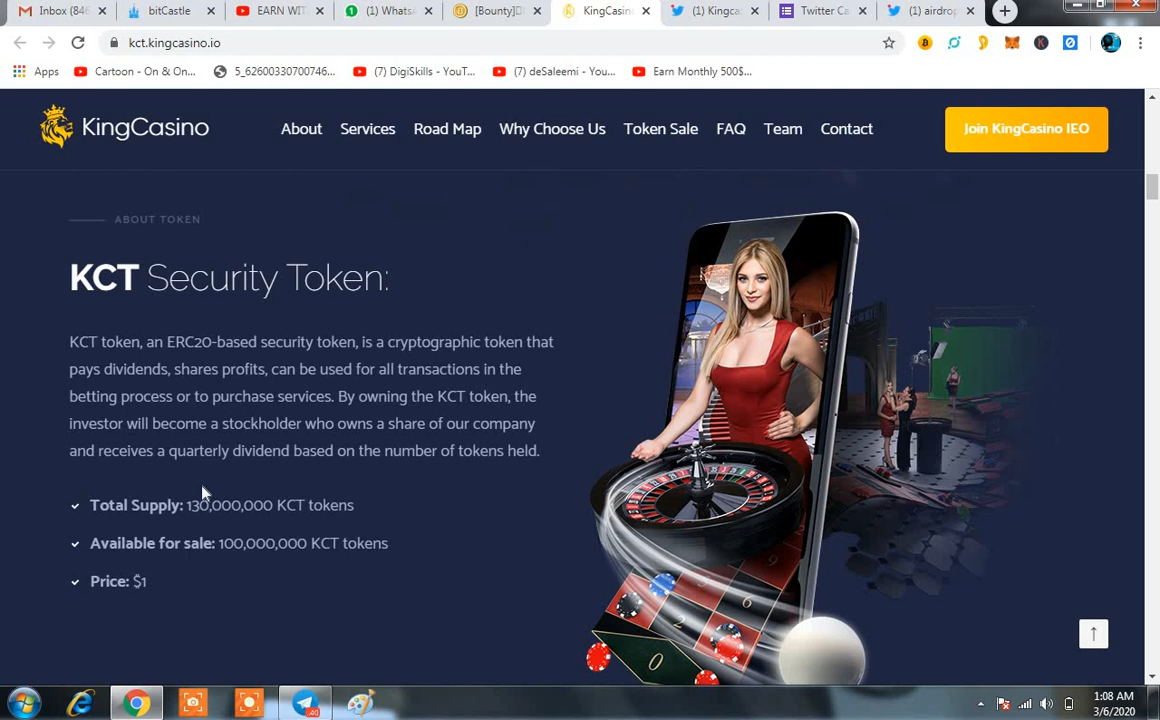 Inbox (846
bitCastle
EARN WIT
(1) Whats
[Bounty]
KingCasino
(1) Kingca
Twitter Ca
(1) airdrop
kct.kingcasino.io
Apps
Cartoon - On & On...
5_62600330700746...
(7) DigiSkills - YouT...
(7) deSaleemi - You...
Earn Monthly 500$...
KingCasino
About
Services
Road Map
Why Choose Us
Token Sale
FAQ
Team
Contact
Join KingCasino IEO
ABOUT TOKEN
KCT Security Token:
KCT token, an ERC20-based security token, is a cryptographic token that
pays dividends, shares profits, can be used for all transactions in the
betting process or to purchase services. By owning the KCT token, the
investor will become a stockholder who owns a share of our company
and receives a quarterly dividend based on the number of tokens held.
Total Supply: 130,000,000 KCT tokens
Available for sale: 100,000,000 KCT tokens
Price: $1
9
6
2
0
1:08 AM
3/6/2020